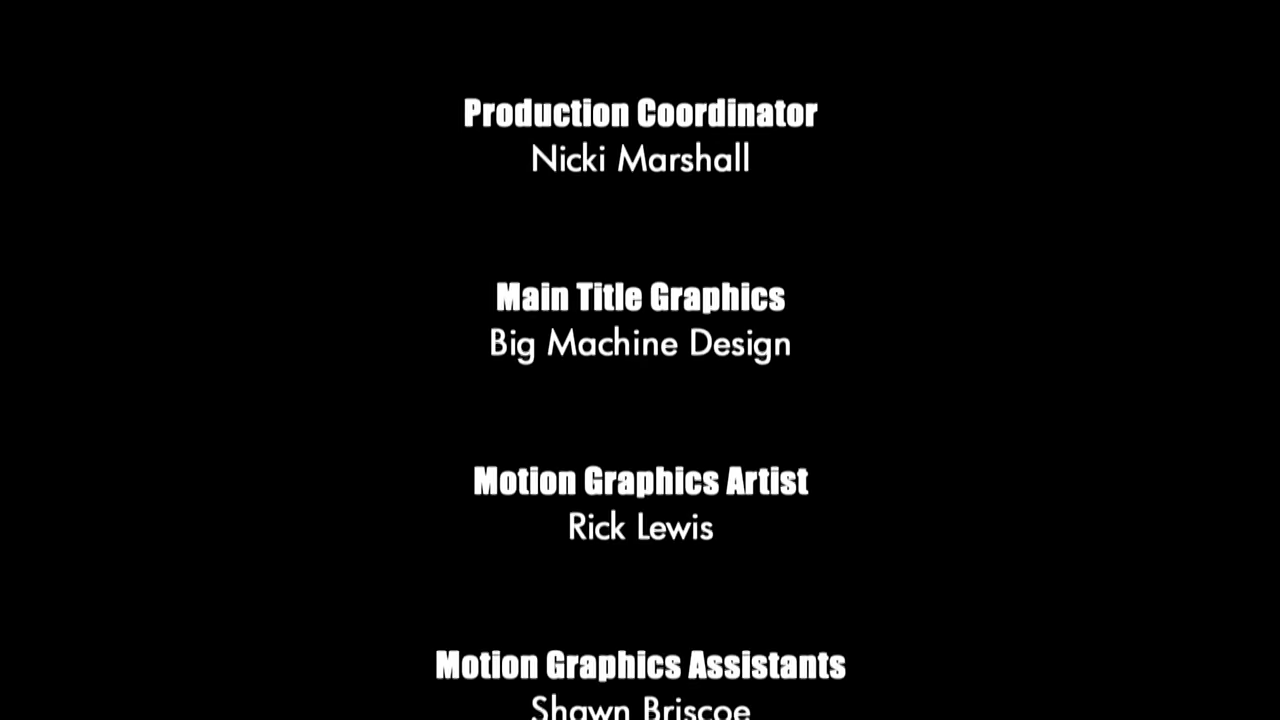 Production Coordinator
Nicki Marshall
Main Title Graphics
Big Machine Design
Motion Graphics Artist
Rick Lewis
Motion Graphics Assistants
Shawn Briscoe